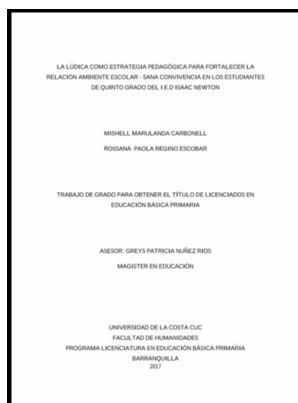 LA LÚDICA COMO ESTRATEGIA PEDAGÓGICA PARA FORTALECER LA
RELACIÓN AMBIENTE ESCOLAR - SANA CONVIVENCIA EN LOS ESTUDIANTES
DE QUINTO GRADO DEL I.E.D ISAAC NEWTON
MISHELL MARULANDA CARBONELL
ROSSANA PAOLA REGINO ESCOBAR
TRABAJO DE GRADO PARA OBTENER EL TÍTULO DE LICENCIADOS EN
EDUCACIÓN BÁSICA PRIMARIA
ASESOR: GREYS PATRICIA NUÑEZ RIOS
MAGISTER EN EDUCACIÓN
UNIVERSIDAD DE LA COSTA CUC
FACULTAD DE HUMANIDADES
PROGRAMA LICENCIATURA EN EDUCACIÓN BÁSICA PRIMARIA
BARRANQUILLA
2017